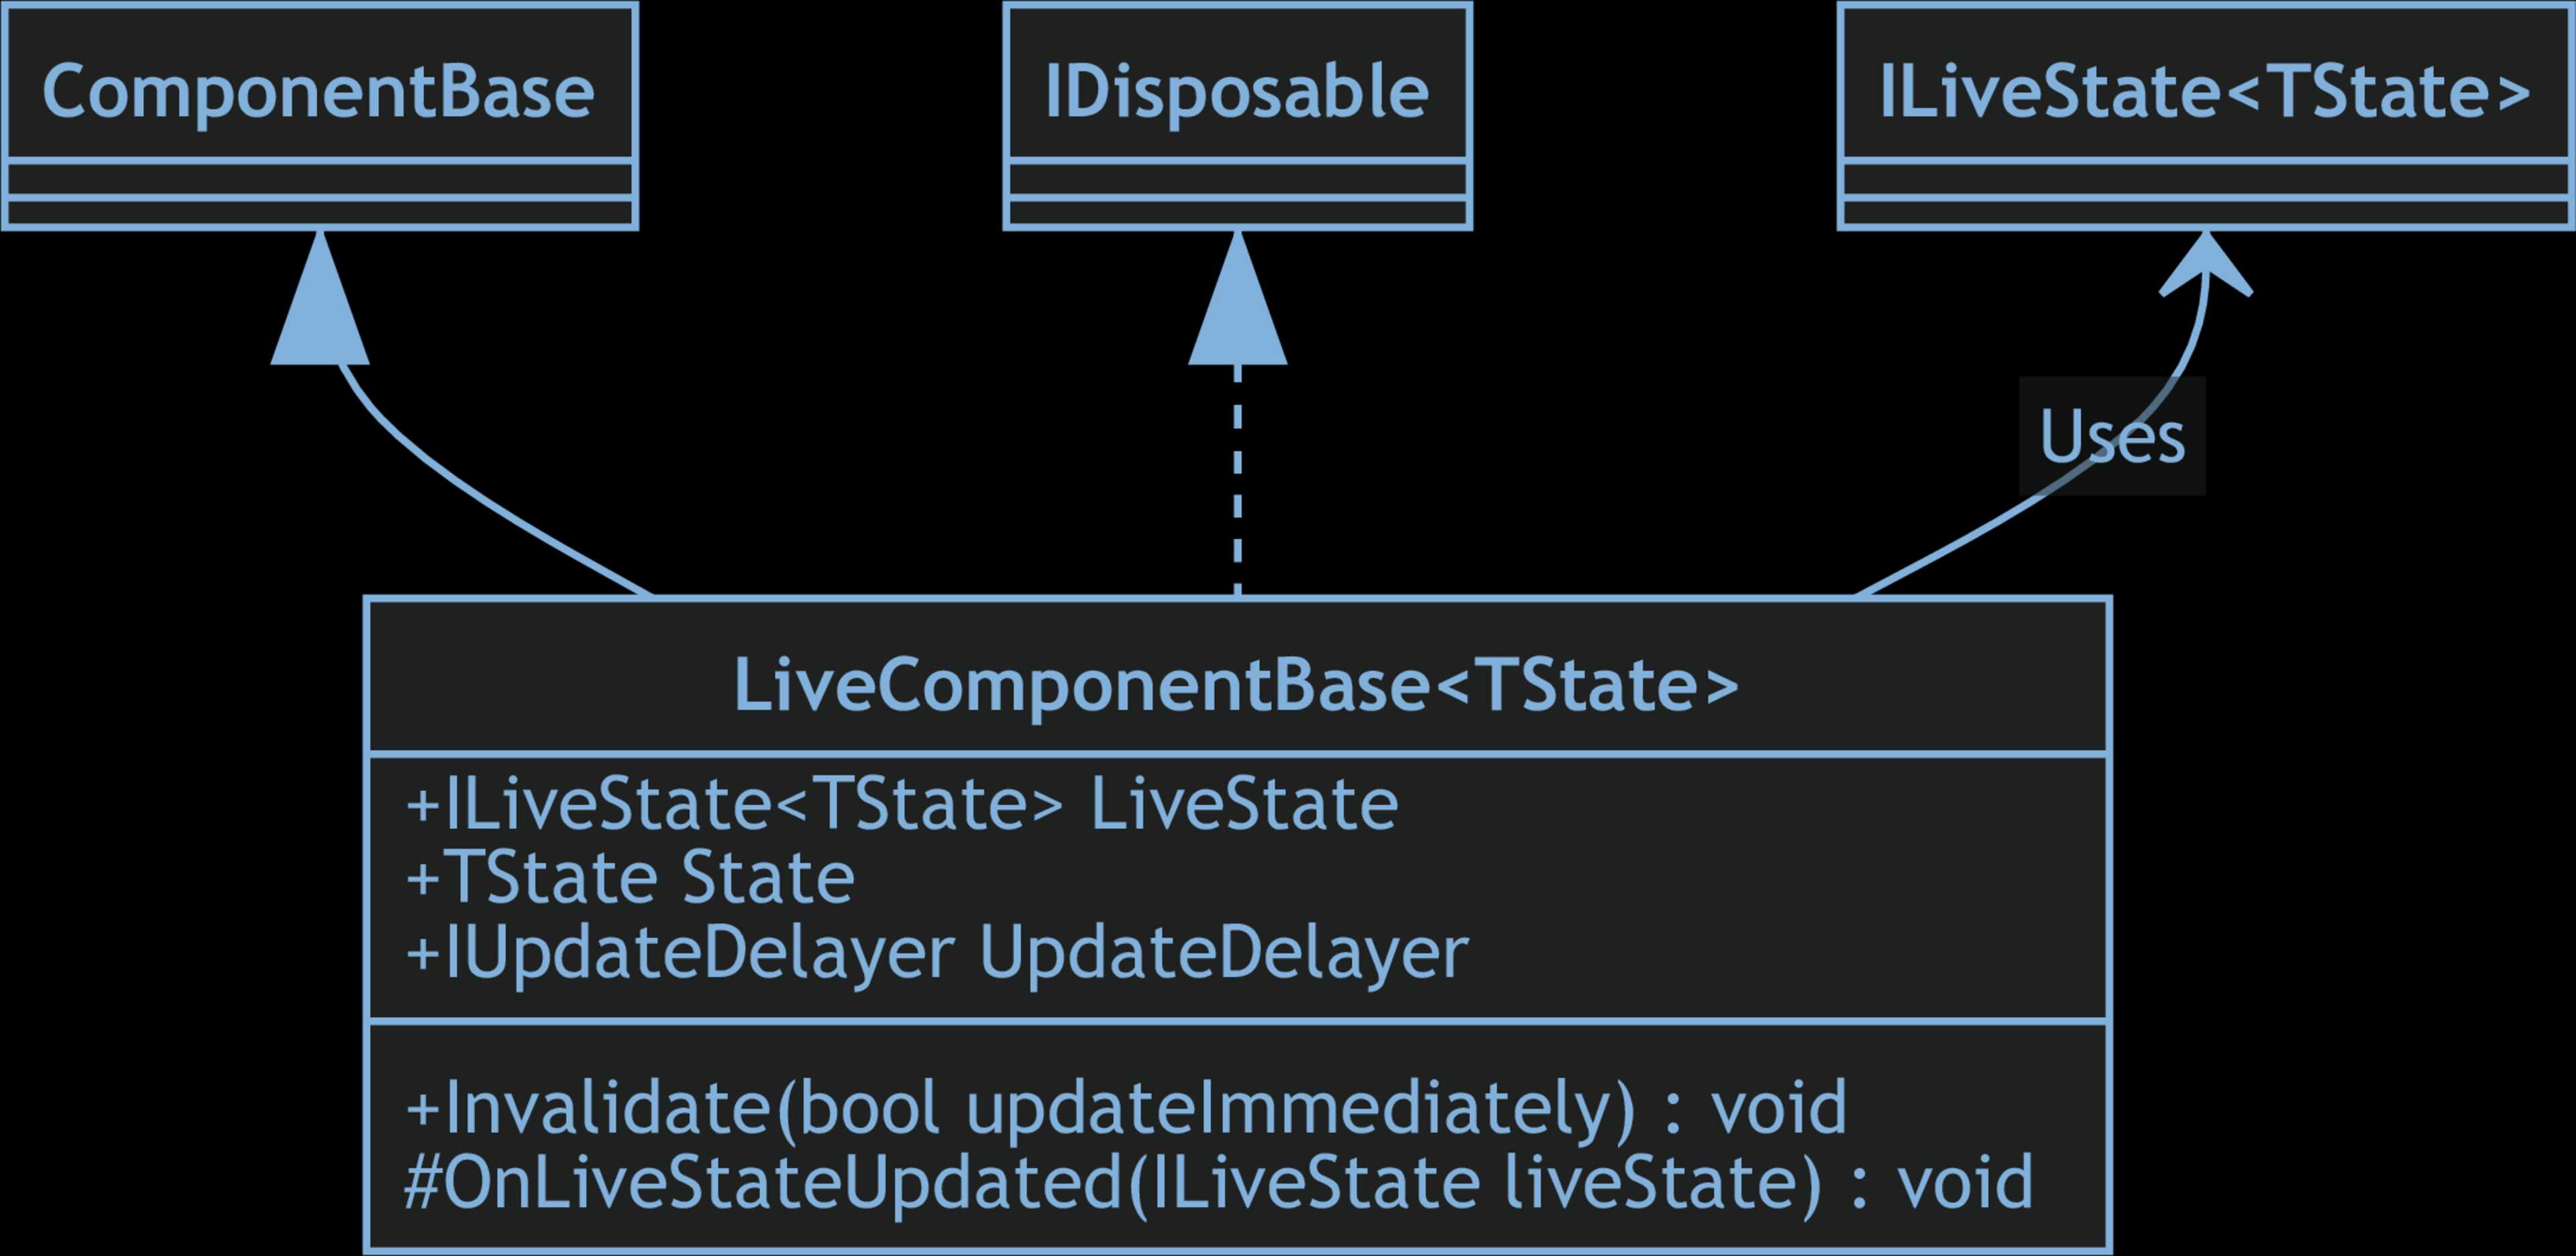 ComponentBase
IDisposable
ILiveState<TState>
Uses
LiveComponentBase<TState>
+ILiveState<TState> LiveState
+TState State
+IUpdateDelayer UpdateDelayer
+Invalidate(bool updateImmediately) : void
#OnLiveStateUpdated(ILiveState liveState) : void